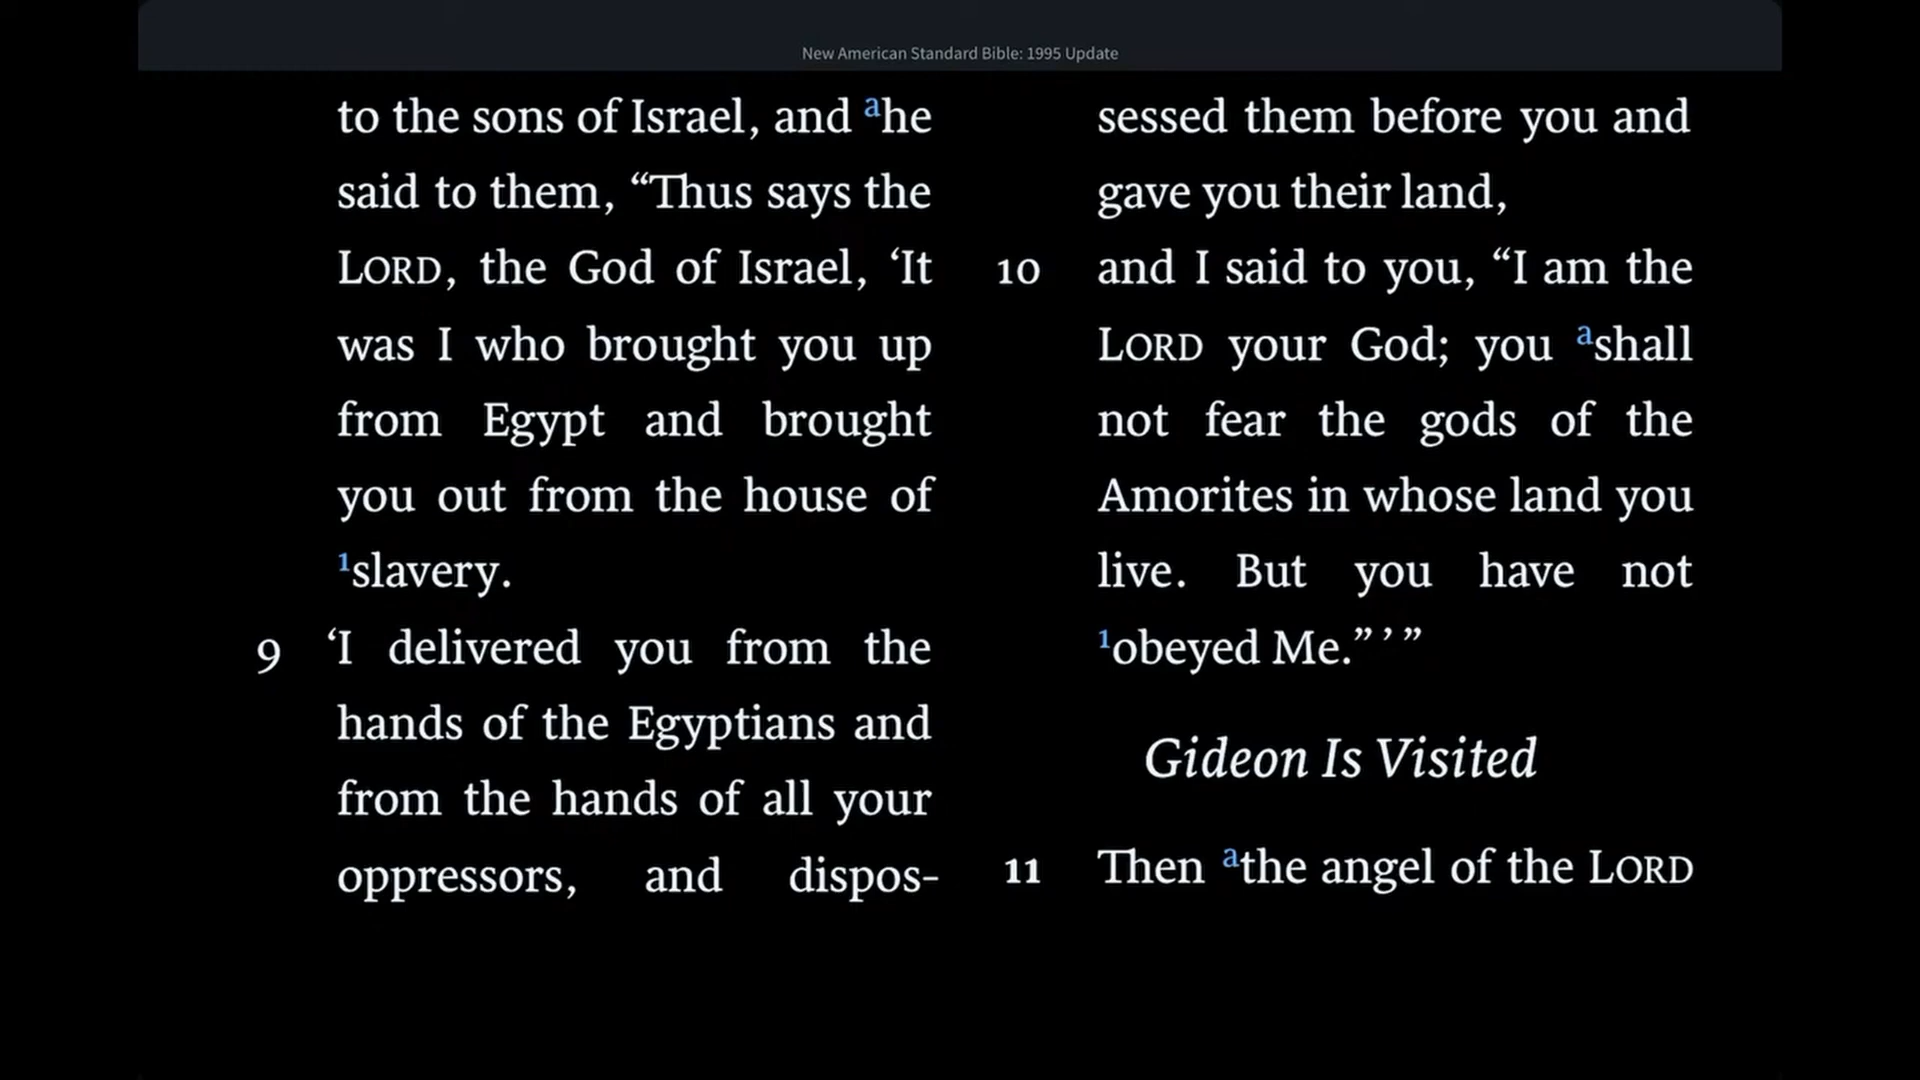 New American Standard Bible: 1995 Update
to the sons of Israel, and ᵃhe
said to them, “Thus says the
LORD, the God of Israel, ‘It
was I who brought you up
from Egypt and brought
you out from the house of
¹slavery.
9 ‘I delivered you from the
hands of the Egyptians and
from the hands of all your
oppressors, and dispos-
sessed them before you and
gave you their land,
10 and I said to you, “I am the
LORD your God; you ᵃshall
not fear the gods of the
Amorites in whose land you
live. But you have not
¹obeyed Me.” ’ ”
Gideon Is Visited
11 Then ᵃthe angel of the LORD